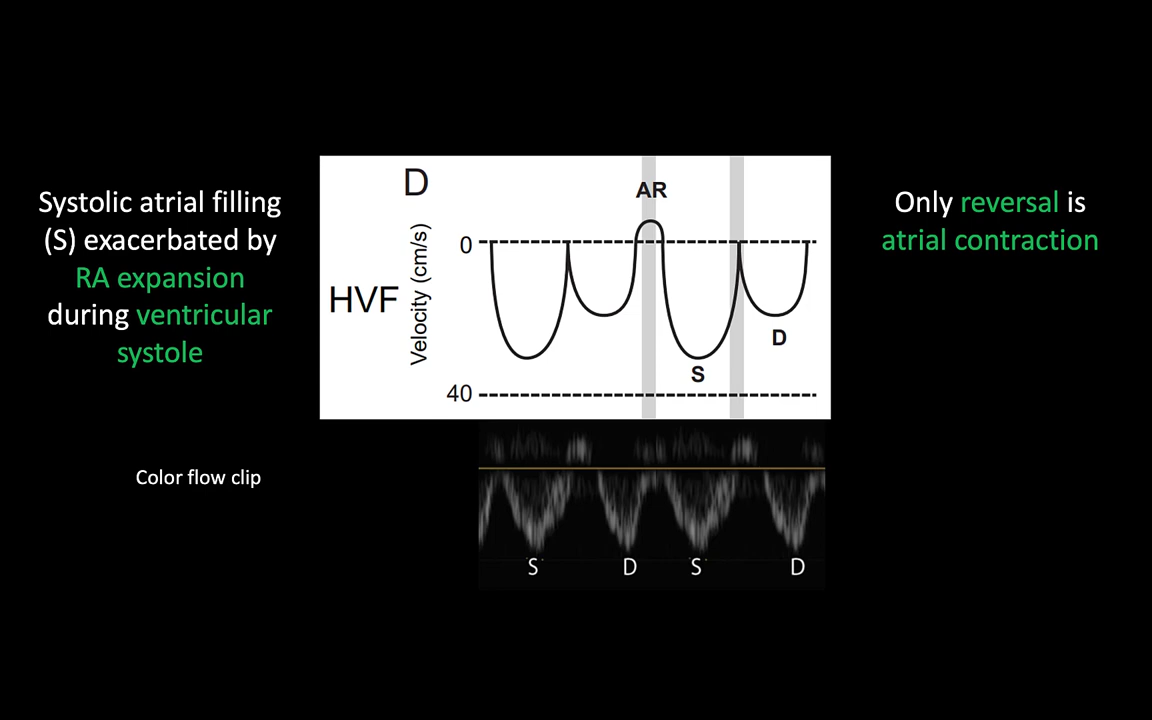 Systolic atrial filling
(S) exacerbated by
RA expansion
during ventricular
systole
D
AR
0
Velocity (cm/s)
HVF
D
S
40
Only reversal is
atrial contraction
Color flow clip
S D S D